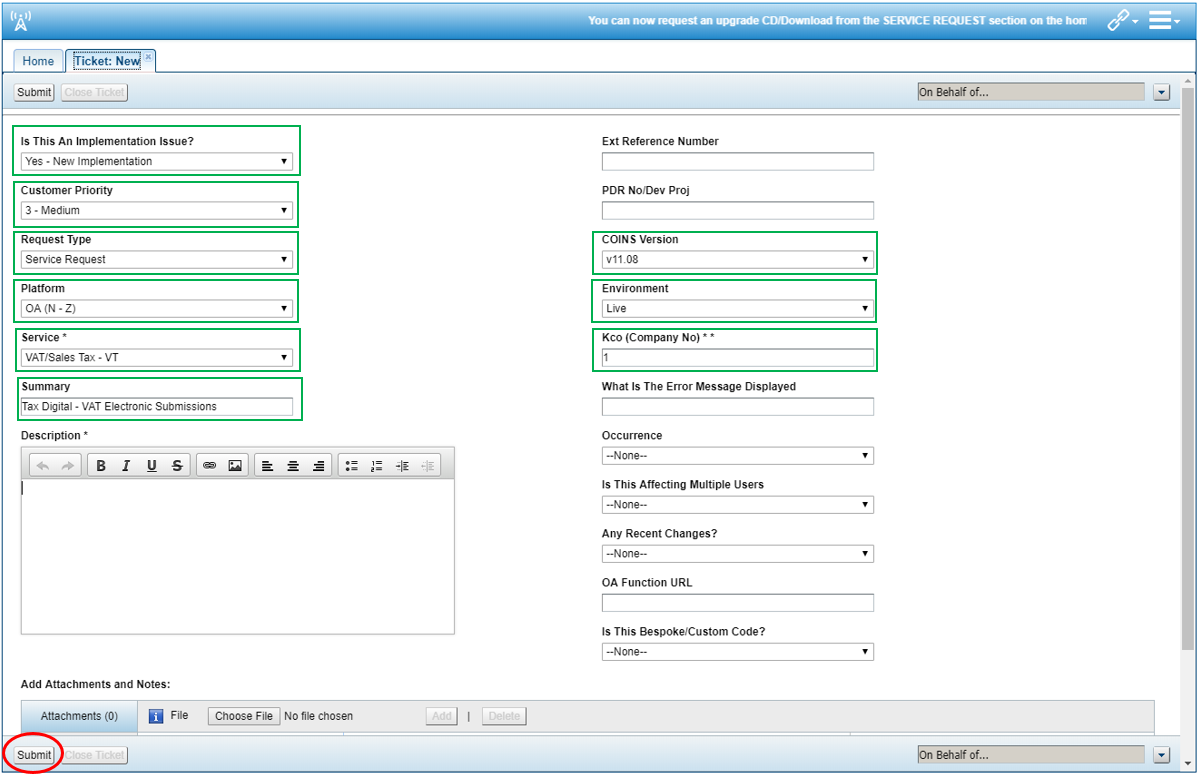 You can now request an upgrade CD/Download from the SERVICE REQUEST section on the hom
Home
Ticket: New
Submit
Close Ticket
On Behalf of...
Is This An Implementation Issue?
Yes - New Implementation
Customer Priority
3 - Medium
Request Type
Service Request
Platform
OA (N - Z)
Service *
VAT/Sales Tax - VT
Summary
Tax Digital - VAT Electronic Submissions
Description *
B I U S
Ext Reference Number
PDR No/Dev Proj
COINS Version
v11.08
Environment
Live
Kco (Company No) * *
1
What Is The Error Message Displayed
Occurrence
--None--
Is This Affecting Multiple Users
--None--
Any Recent Changes?
--None--
OA Function URL
Is This Bespoke/Custom Code?
--None--
Add Attachments and Notes:
Attachments (0)
File
Choose File No file chosen
Add | Delete
Submit
Close Ticket
On Behalf of...